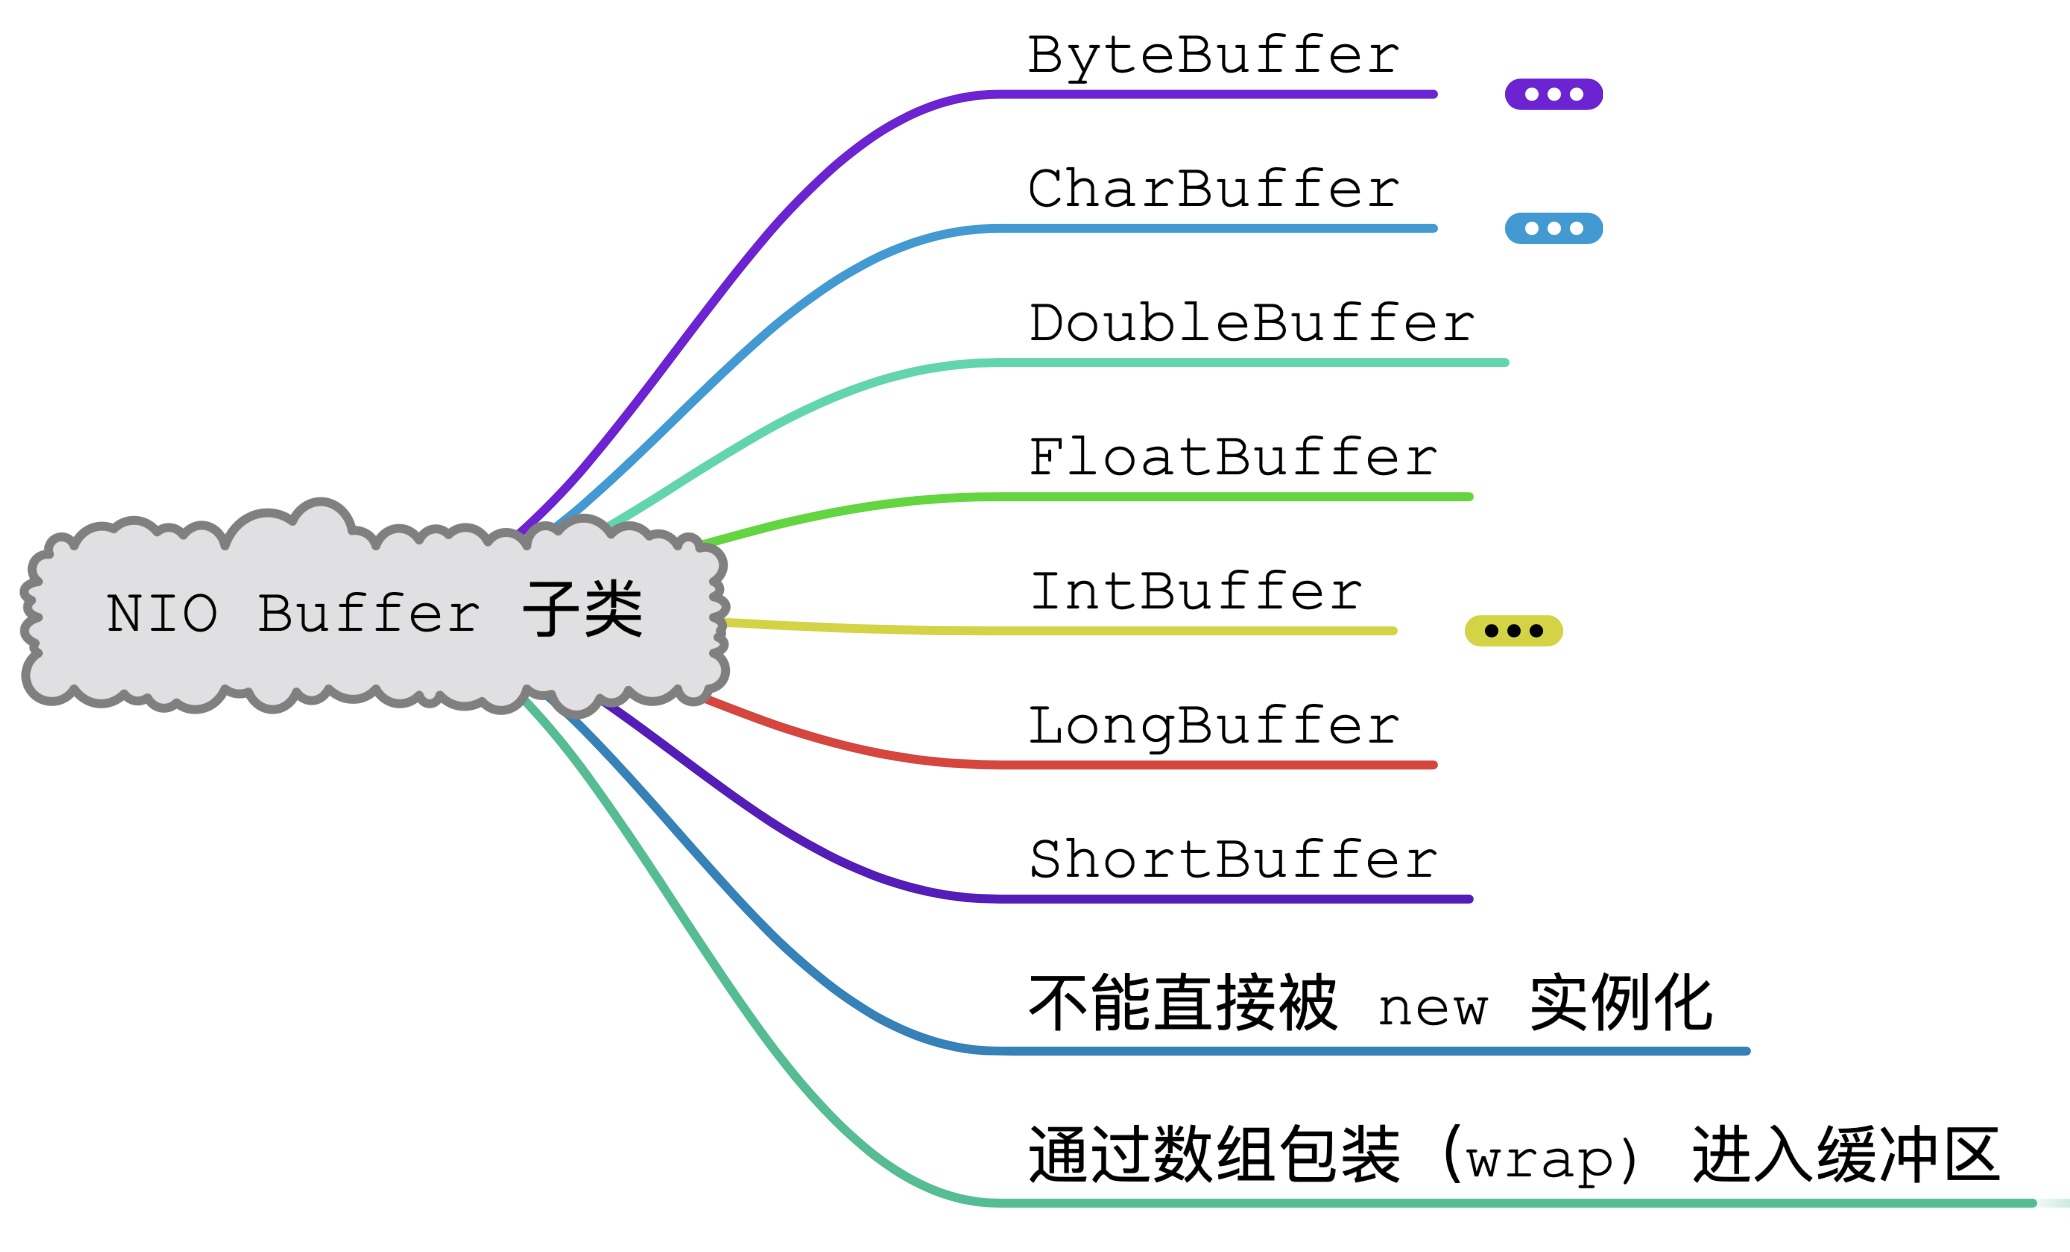 ByteBuffer
CharBuffer
DoubleBuffer
FloatBuffer
NIO Buffer 子类
IntBuffer
LongBuffer
ShortBuffer
不能直接被 new 实例化
通过数组包装（wrap) 进入缓冲区